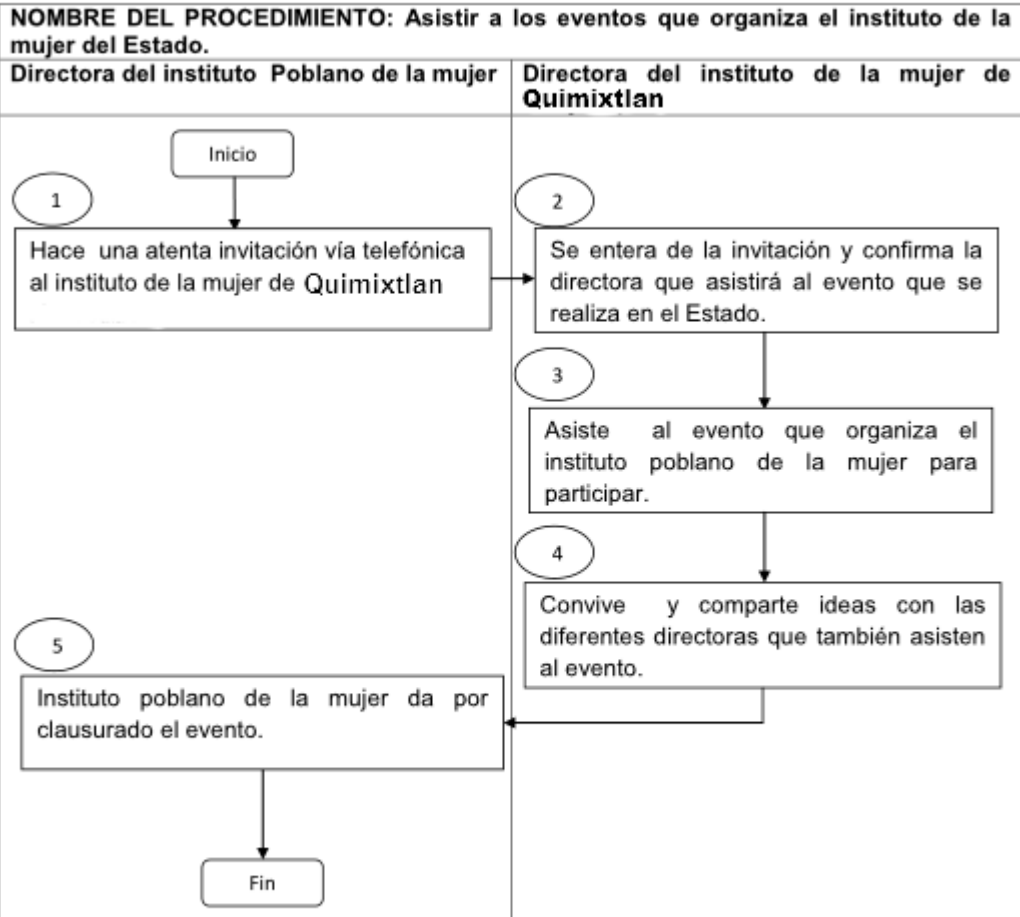 NOMBRE DEL PROCEDIMIENTO: Asistir a los eventos que organiza el instituto de la
mujer del Estado.
Directora del instituto Poblano de la mujer
Directora del instituto de la mujer de
Quimixtlan
Inicio
1
Hace una atenta invitación vía telefónica
al instituto de la mujer de Quimixtlan
2
Se entera de la invitación y confirma la
directora que asistirá al evento que se
realiza en el Estado.
3
Asiste al evento que organiza el
instituto poblano de la mujer para
participar.
4
Convive y comparte ideas con las
diferentes directoras que también asisten
al evento.
5
Instituto poblano de la mujer da por
clausurado el evento.
Fin